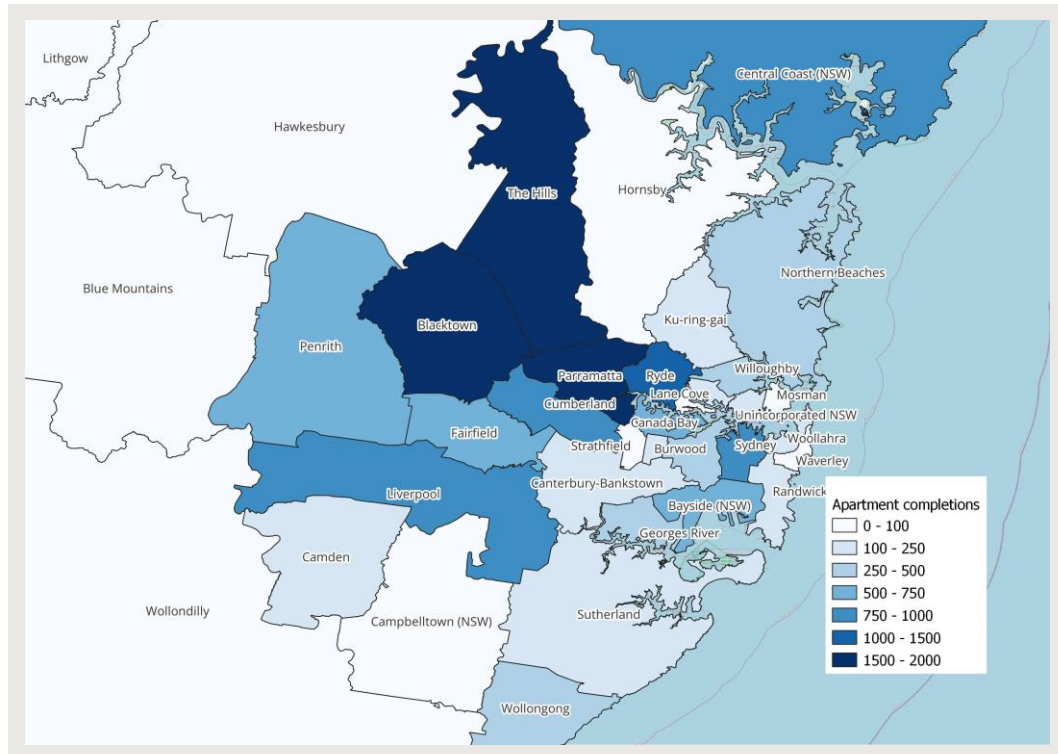 Lithgow
Central Coast (NSW)
Hawkesbury
The Hills
Hornsby
Northern Beaches
Blue Mountains
Ku-ring-gai
Blacktown
Penrith
Willoughby
Parramatta
Ryde
Lane Cove
Mosman
Cumberland
Unincorporated NSW
Canada Bay
Fairfield
Strathfield
Burwood
Sydney
Woollahra
Waverley
Canterbury-Bankstown
Randwick
Liverpool
Bayside (NSW)
Georges River
Camden
Wollondilly
Campbelltown (NSW)
Sutherland
Wollongong
Apartment completions
0 - 100
100 - 250
250 - 500
500 - 750
750 - 1000
1000 - 1500
1500 - 2000